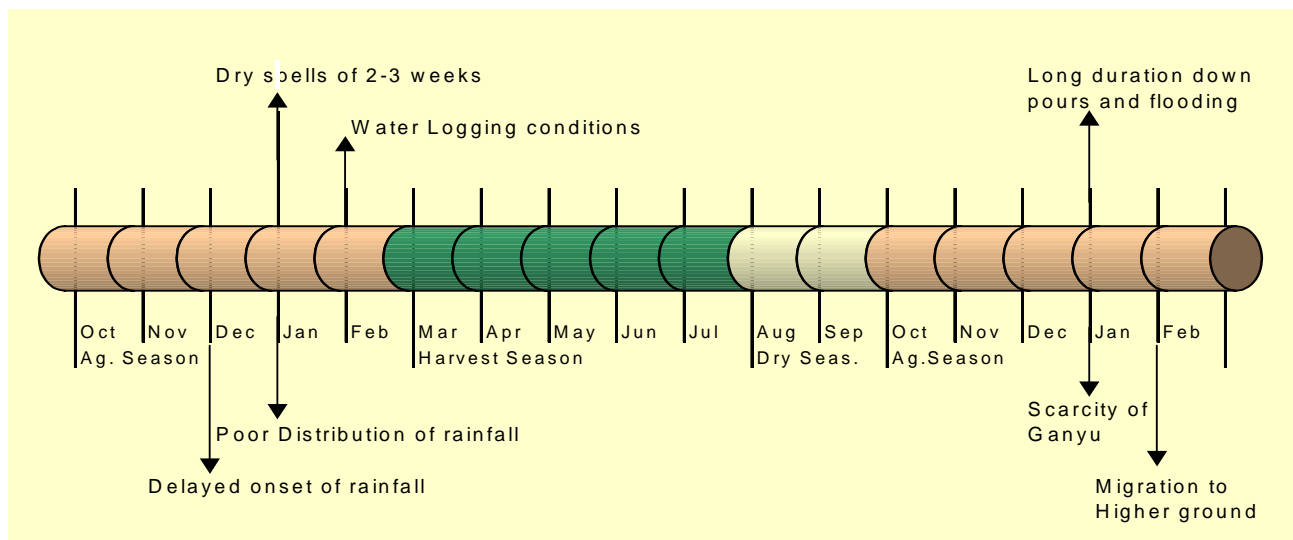 Dry spells of 2-3 weeks
Long duration down
pours and flooding
Water Logging conditions
Oct Nov Dec Jan Feb Mar Apr May Jun Jul Aug Sep Oct Nov Dec Jan Feb
Ag. Season Harvest Season Dry Seas. Ag.Season
Scarcity of
Ganyu
Poor Distribution of rainfall
Delayed onset of rainfall
Migration to
Higher ground